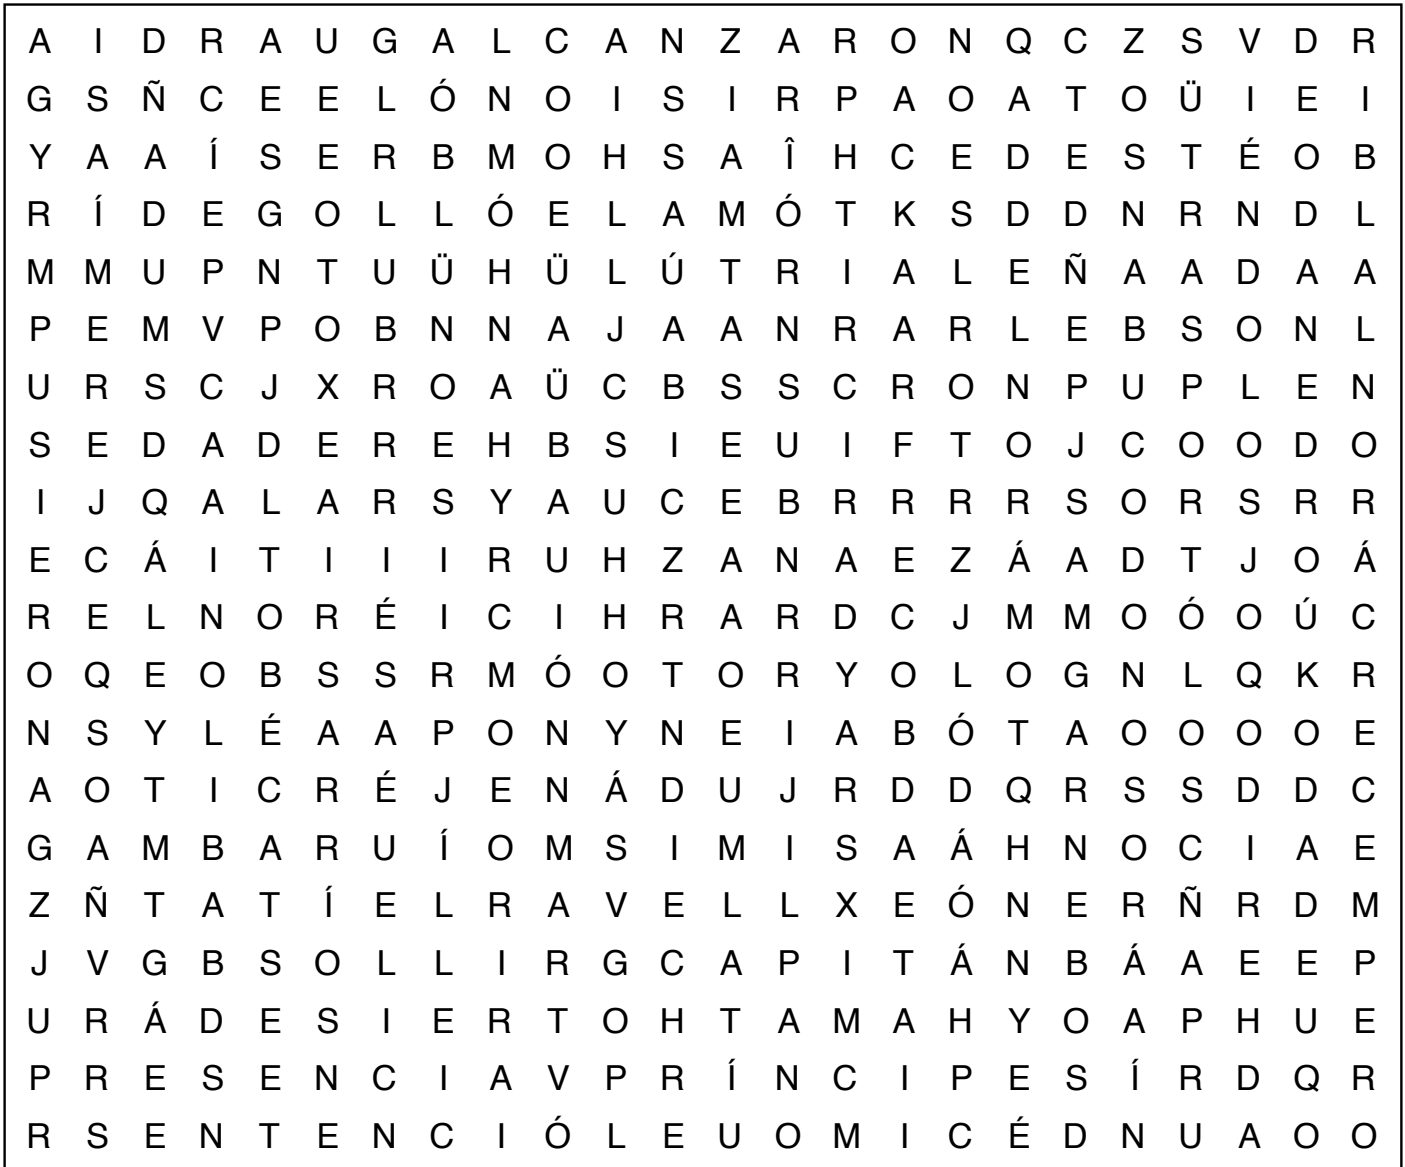 A I D R A U G A L C A N Z A R O N Q C Z S V D R
G S Ñ C E E L Ó N O I S I R P A O A T O Ü I E I
Y A A Í S E R B M O H S A Î H C E D E S T É O B
R Í D E G O L L Ó E L A M Ó T K S D D N R N D L
M M U P N T U Ü H Ü L Ú T R I A L E Ñ A A D A A
P E M V P O B N N A J A A N R A R L E B S O N L
U R S C J X R O A Ü C B S S C R O N P U P L E N
S E D A D E R E H B S I E U I F T O J C O O D O
I J Q A L A R S Y A U C E B R R R R S O R S R R
E C Á I T I I I R U H Z A N A E Z Á A D T J O Á
R E L N O R É I C I H R A R D C J M M O Ó O Ú C
O Q E O B S S R M Ó O T O R Y O L O G N L Q K R
N S Y L É A A P O N Y N E I A B Ó T A O O O O E
A O T I C R É J E N Á D U J R D D Q R S S D D C
G A M B A R U Í O M S I M I S A Á H N O C I A E
Z Ñ T A T Í E L R A V E L L X E Ó N E R Ñ R D M
J V G B S O L L I R G C A P I T Á N B Á A E E P
U R Á D E S I E R T O H T A M A H Y O A P H U E
P R E S E N C I A V P R Í N C I P E S Í R D Q R
R S E N T E N C I Ó L E U O M I C É D N U A O O